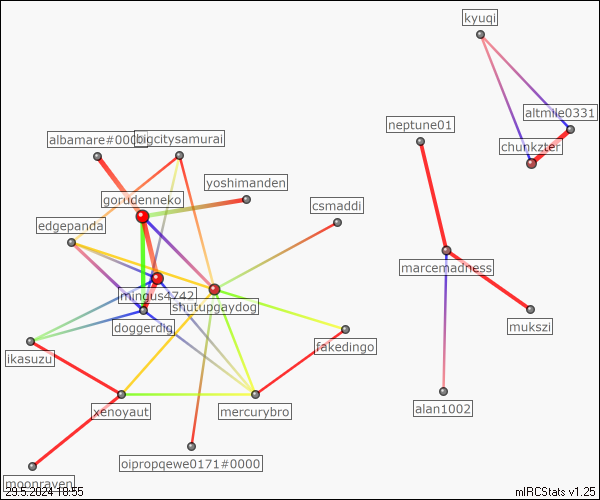 kyuqi
altmile0331
neptune01
chunkzter
albamare#0000
bigcitysamurai
yoshimanden
gorudenneko
csmaddi
edgepanda
marcemadness
mingus4742
shutupgaydog
doggerdig
mukszi
fakedingo
ikasuzu
alan1002
xenoyaut
mercurybro
oipropqewe0171#0000
moonraven
29.5.2024 18:55
mIRCStats v1.25